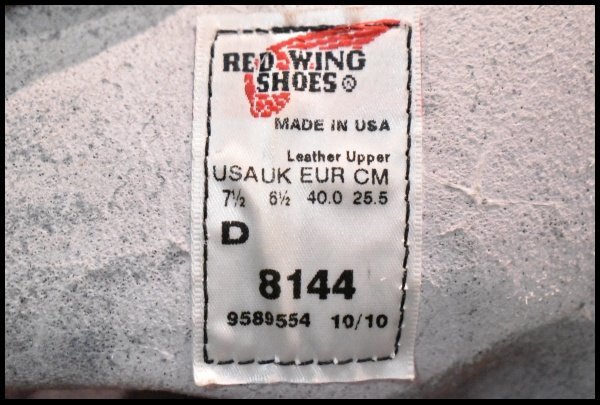 RED WING
SHOES®
MADE IN USA
Leather Upper
USA UK EUR CM
7½ 6½ 40.0 25.5
D
8144
9589554 10/10